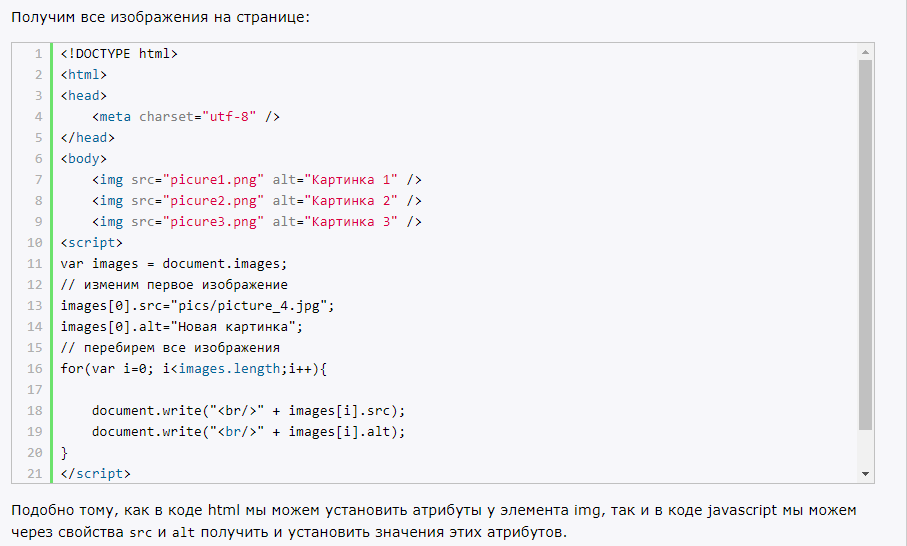 Получим все изображения на странице:
1 <!DOCTYPE html>
2 <html>
3 <head>
4     <meta charset="utf-8" />
5 </head>
6 <body>
7     <img src="picure1.png" alt="Картинка 1" />
8     <img src="picure2.png" alt="Картинка 2" />
9     <img src="picure3.png" alt="Картинка 3" />
10 <script>
11 var images = document.images;
12 // изменим первое изображение
13 images[0].src="pics/picture_4.jpg";
14 images[0].alt="Новая картинка";
15 // перебирем все изображения
16 for(var i=0; i<images.length;i++){
17
18     document.write("<br/>" + images[i].src);
19     document.write("<br/>" + images[i].alt);
20 }
21 </script>
Подобно тому, как в коде html мы можем установить атрибуты у элемента img, так и в коде javascript мы можем
через свойства src и alt получить и установить значения этих атрибутов.